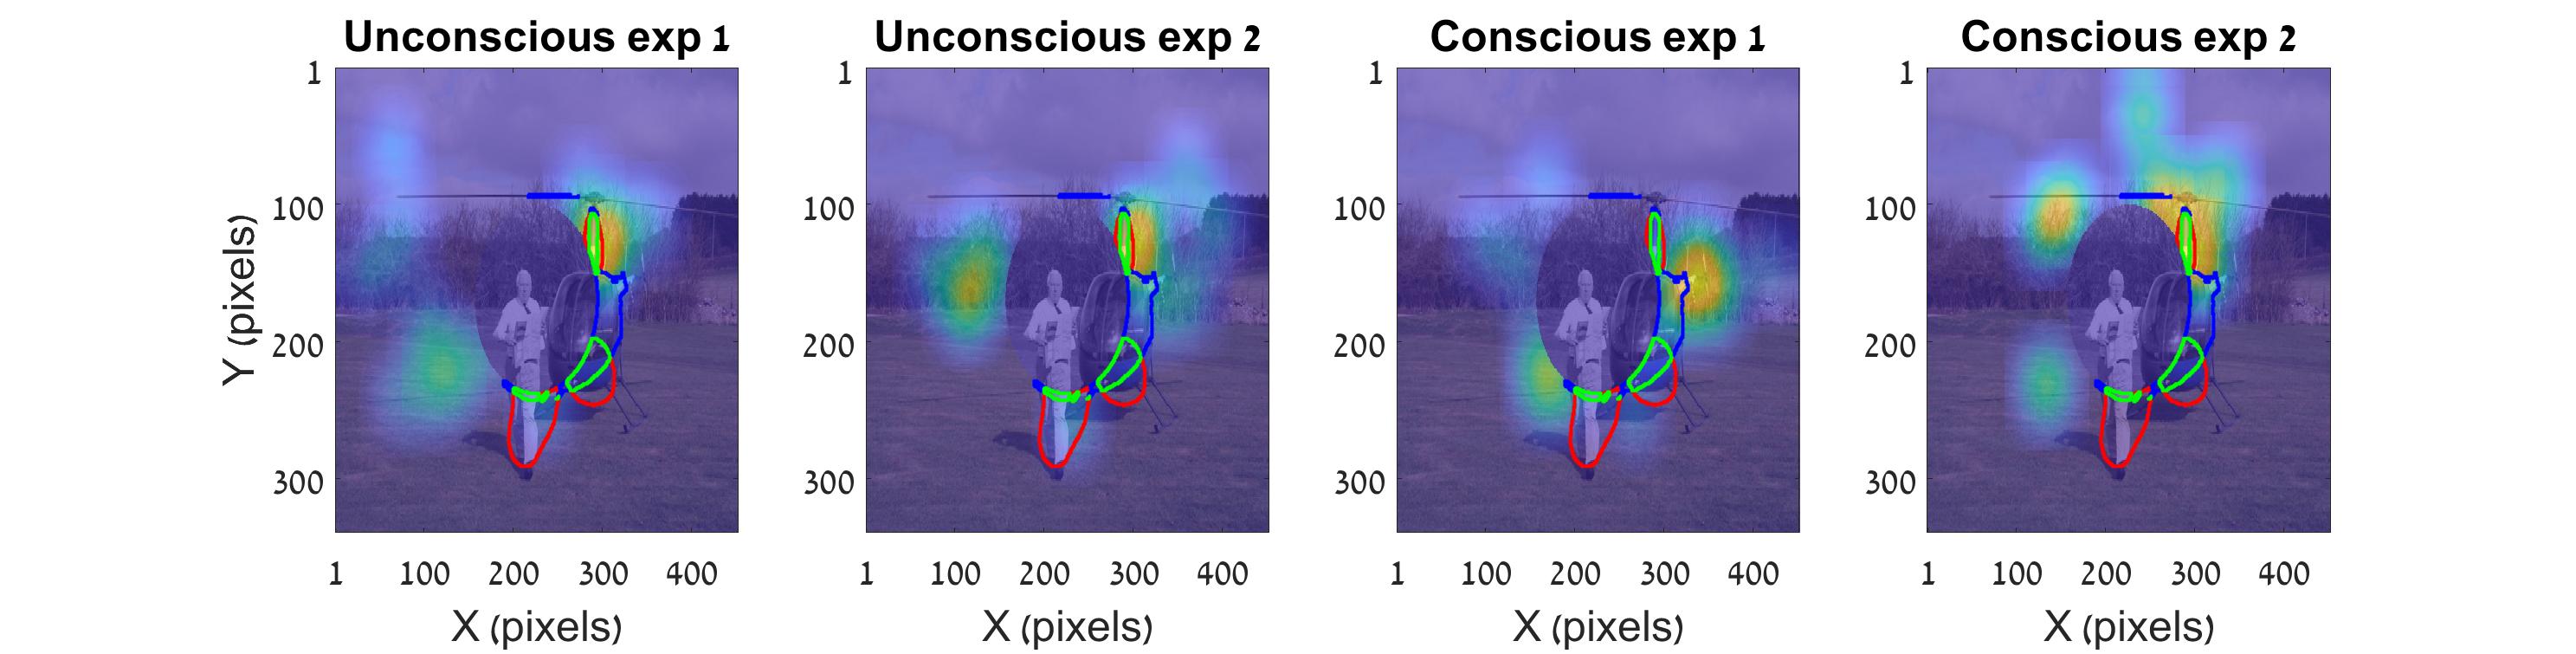 Unconscious exp 1 Unconscious exp 2 Conscious exp 1 Conscious exp 2
1 1 1 1
100 100 100 100
200 200 200 200
300 300 300 300
Y (pixels)
1 100 200 300 400 1 100 200 300 400 1 100 200 300 400 1 100 200 300 400
X (pixels) X (pixels) X (pixels) X (pixels)